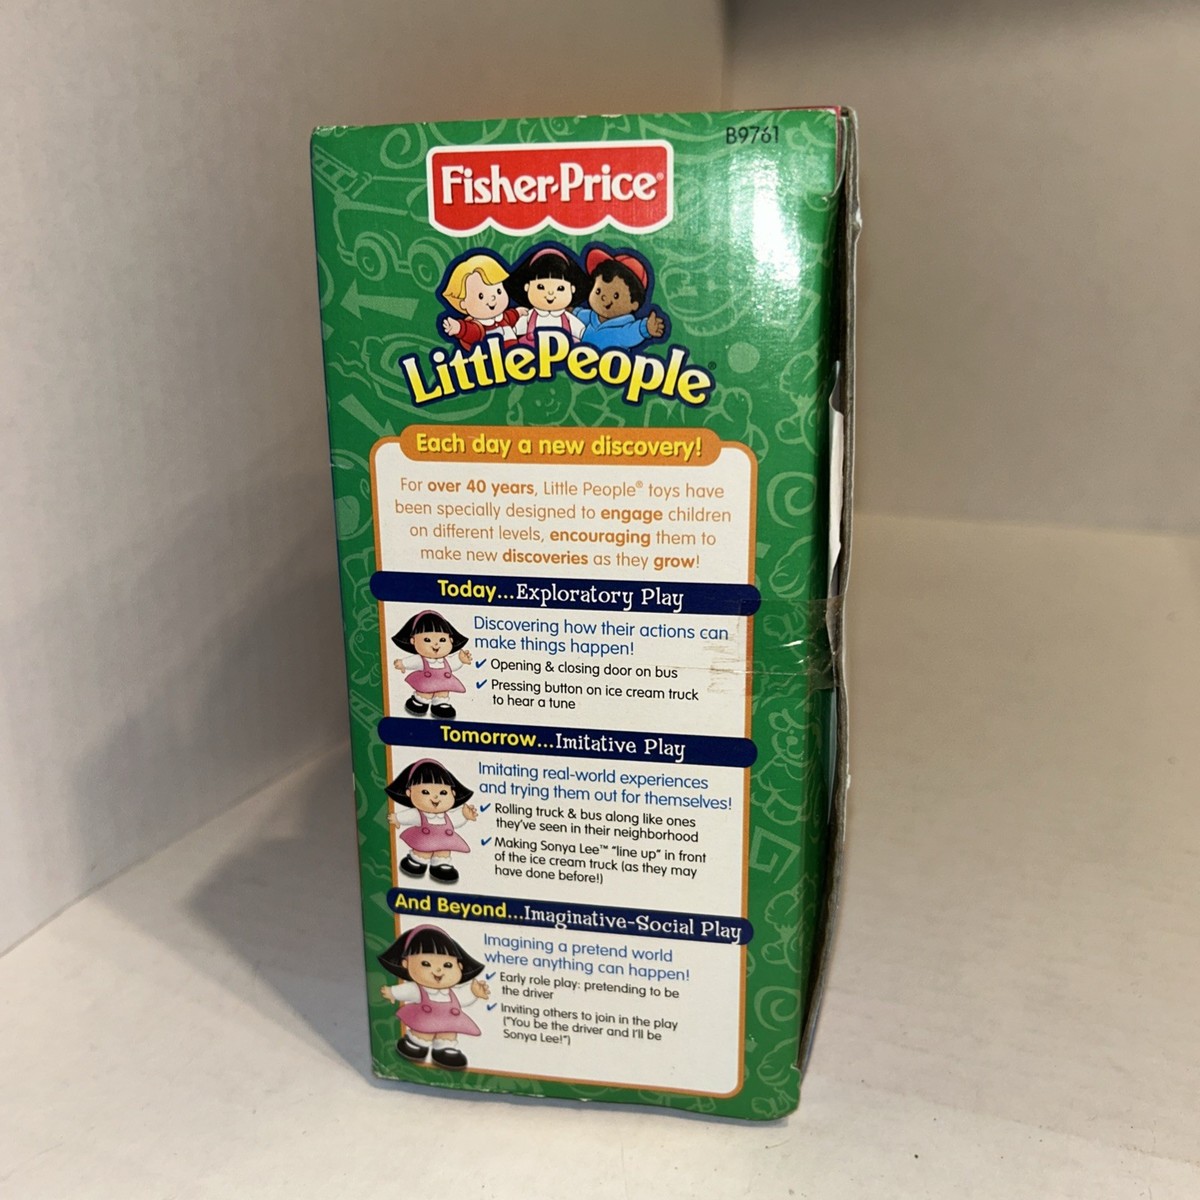 B9761
Fisher-Price®
Little People®
Each day a new discovery!
For over 40 years, Little People® toys have
been specially designed to engage children
on different levels, encouraging them to
make new discoveries as they grow!
Today...Exploratory Play
Discovering how their actions can
make things happen!
✔ Opening & closing door on bus
✔ Pressing button on ice cream truck
to hear a tune
Tomorrow...Imitative Play
Imitating real-world experiences
and trying them out for themselves!
✔ Rolling truck & bus along like ones
they've seen in their neighborhood
✔ Making Sonya Lee™ "line up" in front
of the ice cream truck (as they may
have done before!)
And Beyond...Imaginative-Social Play
Imagining a pretend world
where anything can happen!
✔ Early role play: pretending to be
the driver
✔ Inviting others to join in the play
("You be the driver and I'll be
Sonya Lee!")